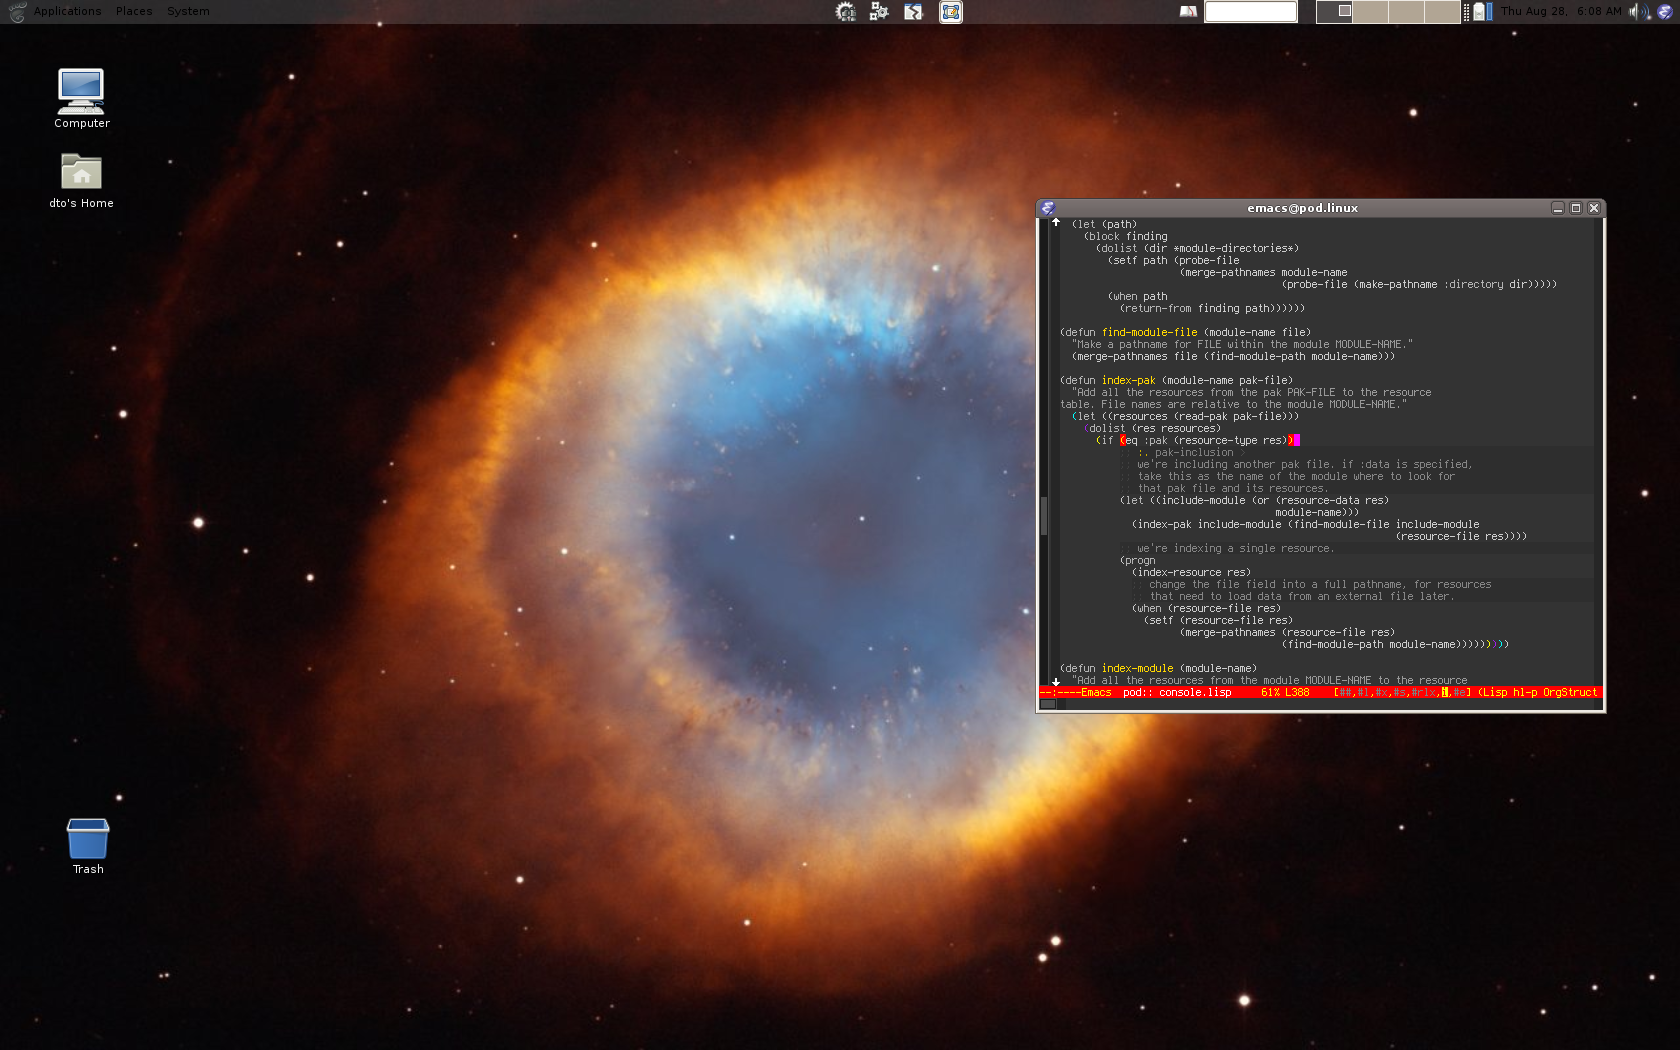 Applications Places System
Thu Aug 28, 6:08 AM
Computer
dto's Home
Trash
emacs@pod.linux
(let (path)
(block finding
(dolist (dir *module-directories*)
(setf path (probe-file
(merge-pathnames module-name
(probe-file (make-pathname :directory dir)))))
(when path
(return-from finding path))))))
(defun find-module-file (module-name file)
"Make a pathname for FILE within the module MODULE-NAME."
(merge-pathnames file (find-module-path module-name)))
(defun index-pak (module-name pak-file)
"Add all the resources from the pak PAK-FILE to the resource
table. File names are relative to the module MODULE-NAME."
(let ((resources (read-pak pak-file)))
(dolist (res resources)
(if (eq :pak (resource-type res))
;; :. pak-inclusion >
;; we're including another pak file. if :data is specified,
;; take this as the name of the module where to look for
;; that pak file and its resources.
(let ((include-module (or (resource-data res)
module-name)))
(index-pak include-module (find-module-file include-module
(resource-file res))))
;; we're indexing a single resource.
(progn
(index-resource res)
;; change the file field into a full pathname, for resources
;; that need to load data from an external file later.
(when (resource-file res)
(setf (resource-file res)
(merge-pathnames (resource-file res)
(find-module-path module-name)))))))))
(defun index-module (module-name)
"Add all the resources from the module MODULE-NAME to the resource
--:----Emacs pod:: console.lisp 61% L388 [##,#l,#x,#s,#rlx,,#e] (Lisp hl-p OrgStruct